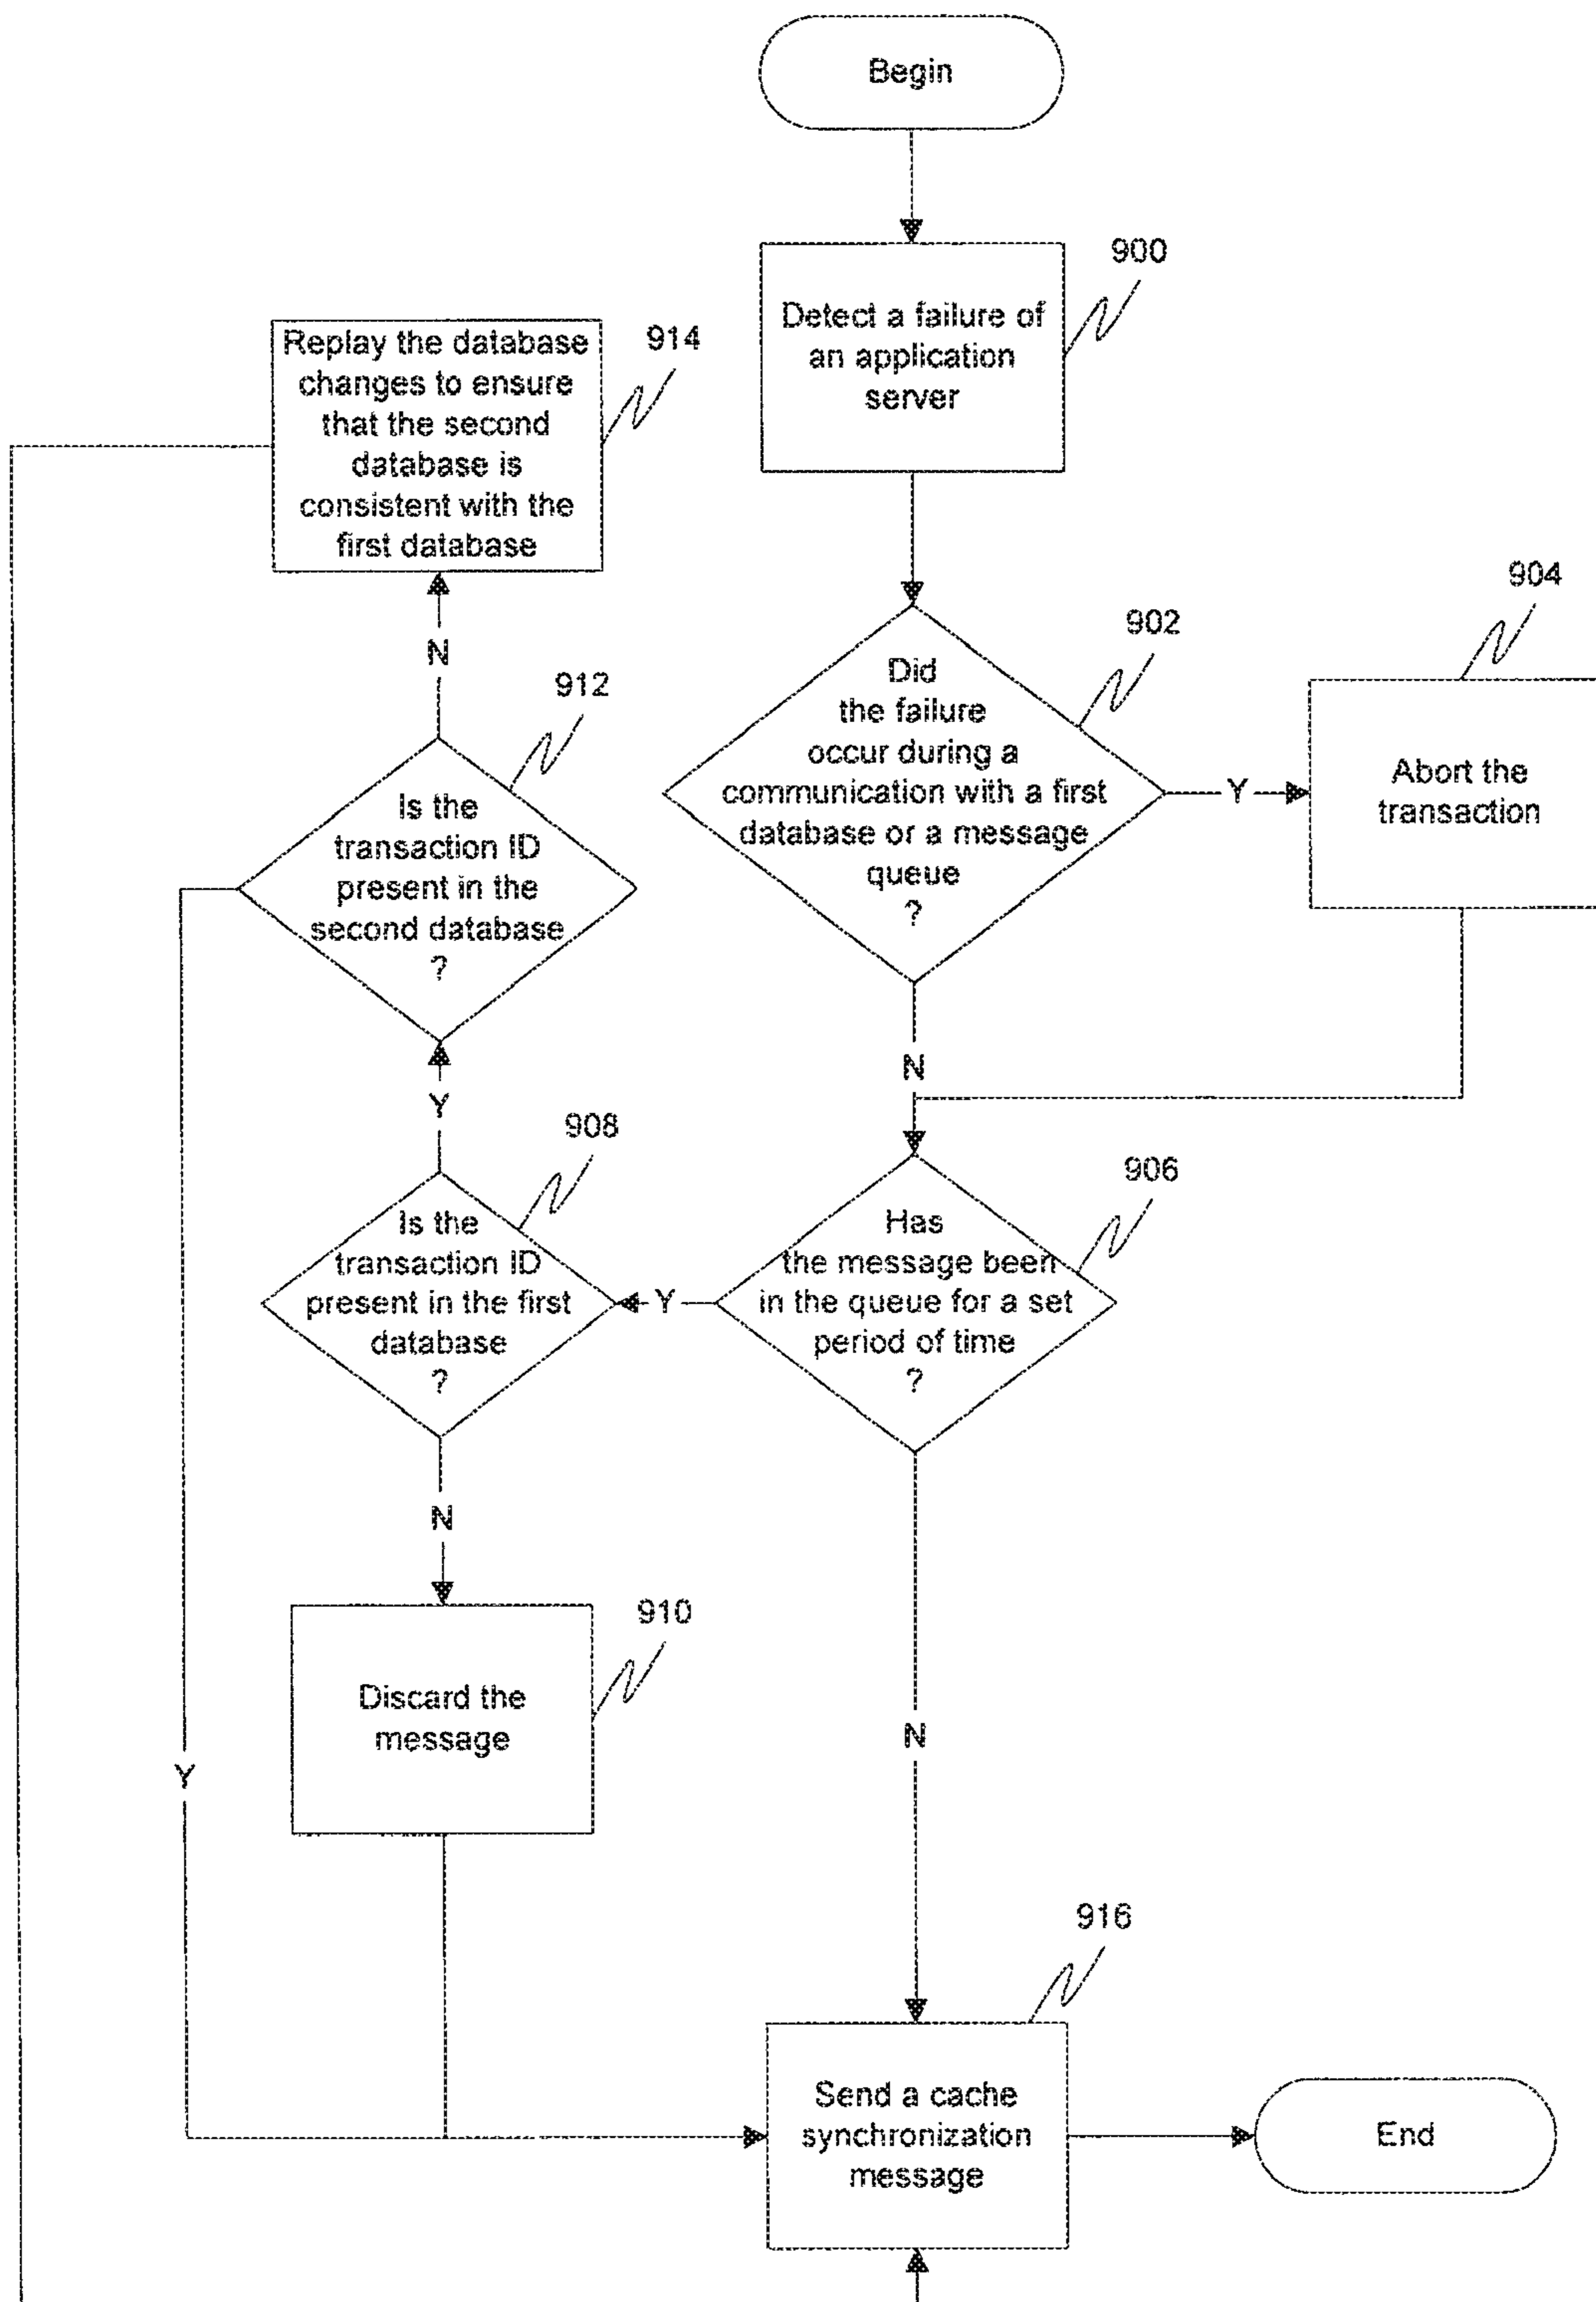 Begin
900
Detect a failure of
an application
server
914
Replay the database
changes to ensure
that the second
database is
consistent with the
first database
904
902
Did
the failure
occur during a
communication with a first
database or a message
queue
?
Y
Abort the
transaction
N
912
Is the
transaction ID
present in the
second database
?
N
Y
908
Is the
transaction ID
present in the first
database
?
Y
906
Has
the message been
in the queue for a set
period of time
?
N
910
Discard the
message
N
Y
916
Send a cache
synchronization
message
End